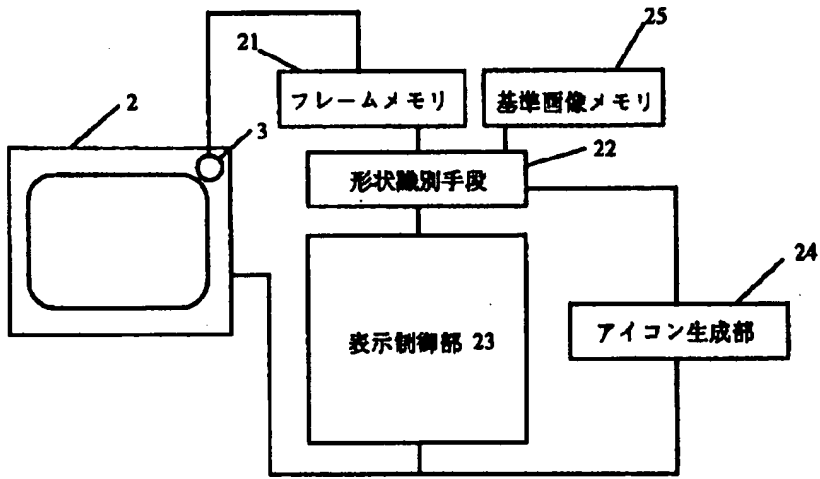 21
25
フレームメモリ
基準画像メモリ
2
3
22
形状識別手段
24
表示制御部 23
アイコン生成部